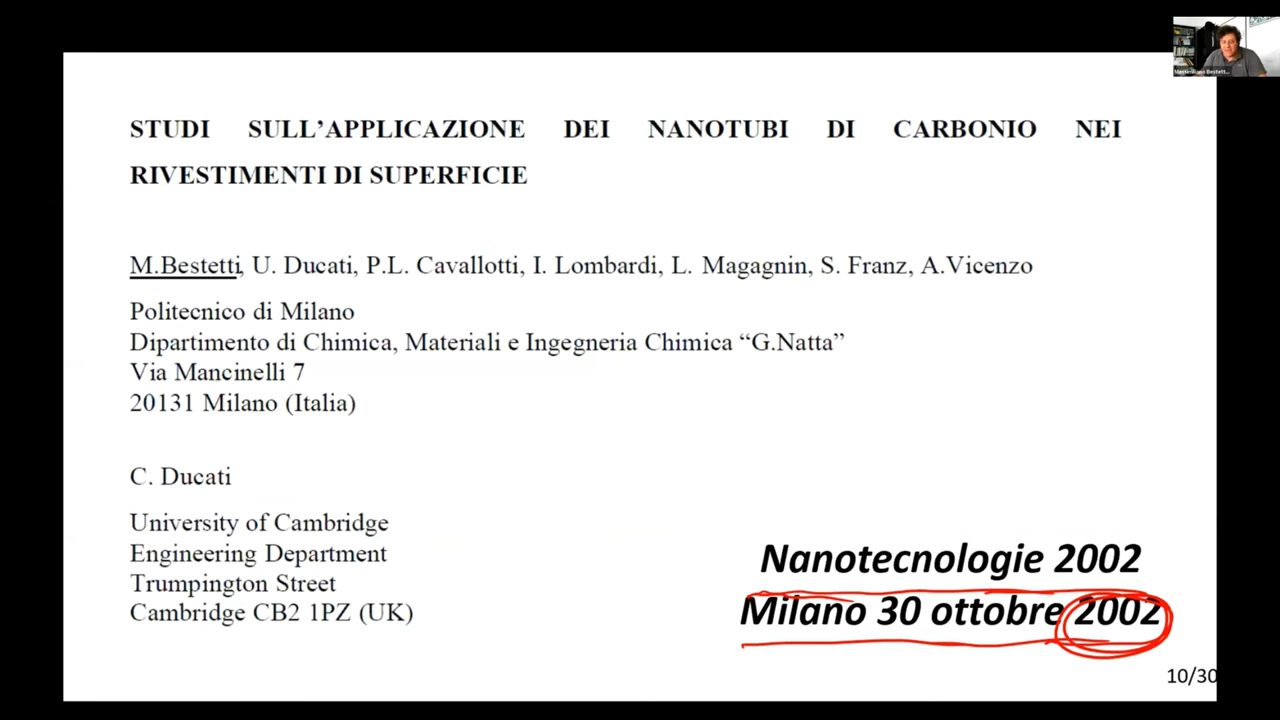 Massimiliano Bestett...
STUDI SULL’APPLICAZIONE DEI NANOTUBI DI CARBONIO NEI
RIVESTIMENTI DI SUPERFICIE
M.Bestetti, U. Ducati, P.L. Cavallotti, I. Lombardi, L. Magagnin, S. Franz, A.Vicenzo
Politecnico di Milano
Dipartimento di Chimica, Materiali e Ingegneria Chimica “G.Natta”
Via Mancinelli 7
20131 Milano (Italia)
C. Ducati
University of Cambridge
Engineering Department
Trumpington Street
Cambridge CB2 1PZ (UK)
Nanotecnologie 2002
Milano 30 ottobre 2002
10/30